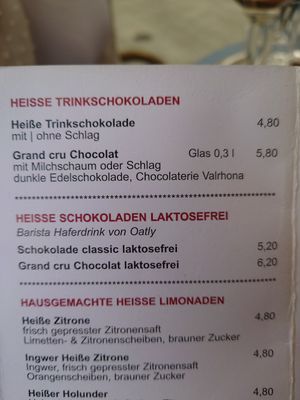 HEISSE TRINKSCHOKOLADEN
Heiße Trinkschokolade 4,80
mit | ohne Schlag
Grand cru Chocolat Glas 0,3 l 5,80
mit Milchschaum oder Schlag
dunkle Edelschokolade, Chocolaterie Valrhona
HEISSE SCHOKOLADEN LAKTOSEFREI
Barista Haferdrink von Oatly
Schokolade classic laktosefrei 5,20
Grand cru Chocolat laktosefrei 6,20
HAUSGEMACHTE HEISSE LIMONADEN
Heiße Zitrone 4,80
frisch gepresster Zitronensaft
Limetten- & Zitronenscheiben, brauner Zucker
Ingwer Heiße Zitrone 4,80
Ingwer, frisch gepresster Zitronensaft
Orangenscheiben, brauner Zucker
Heißer Holunder 4,80